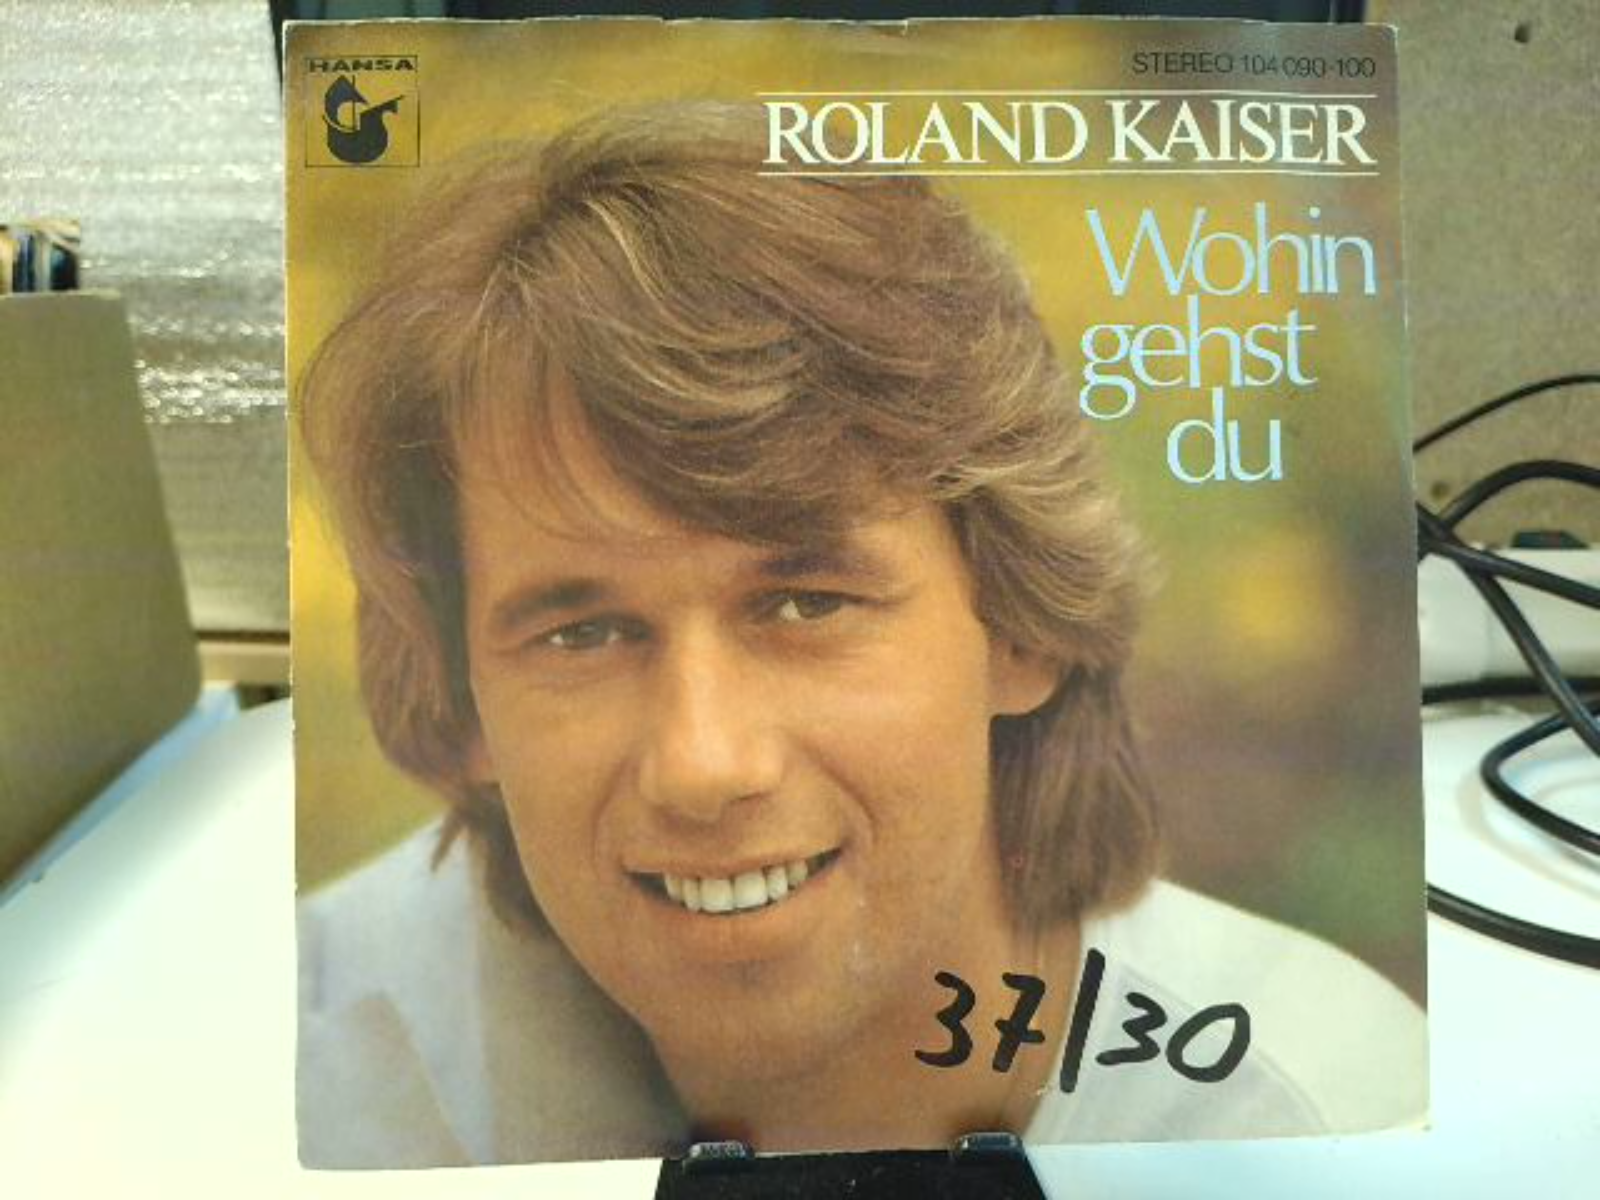 HANSA
STEREO 104 090-100
ROLAND KAISER
Wohin
gehst
du
37/30